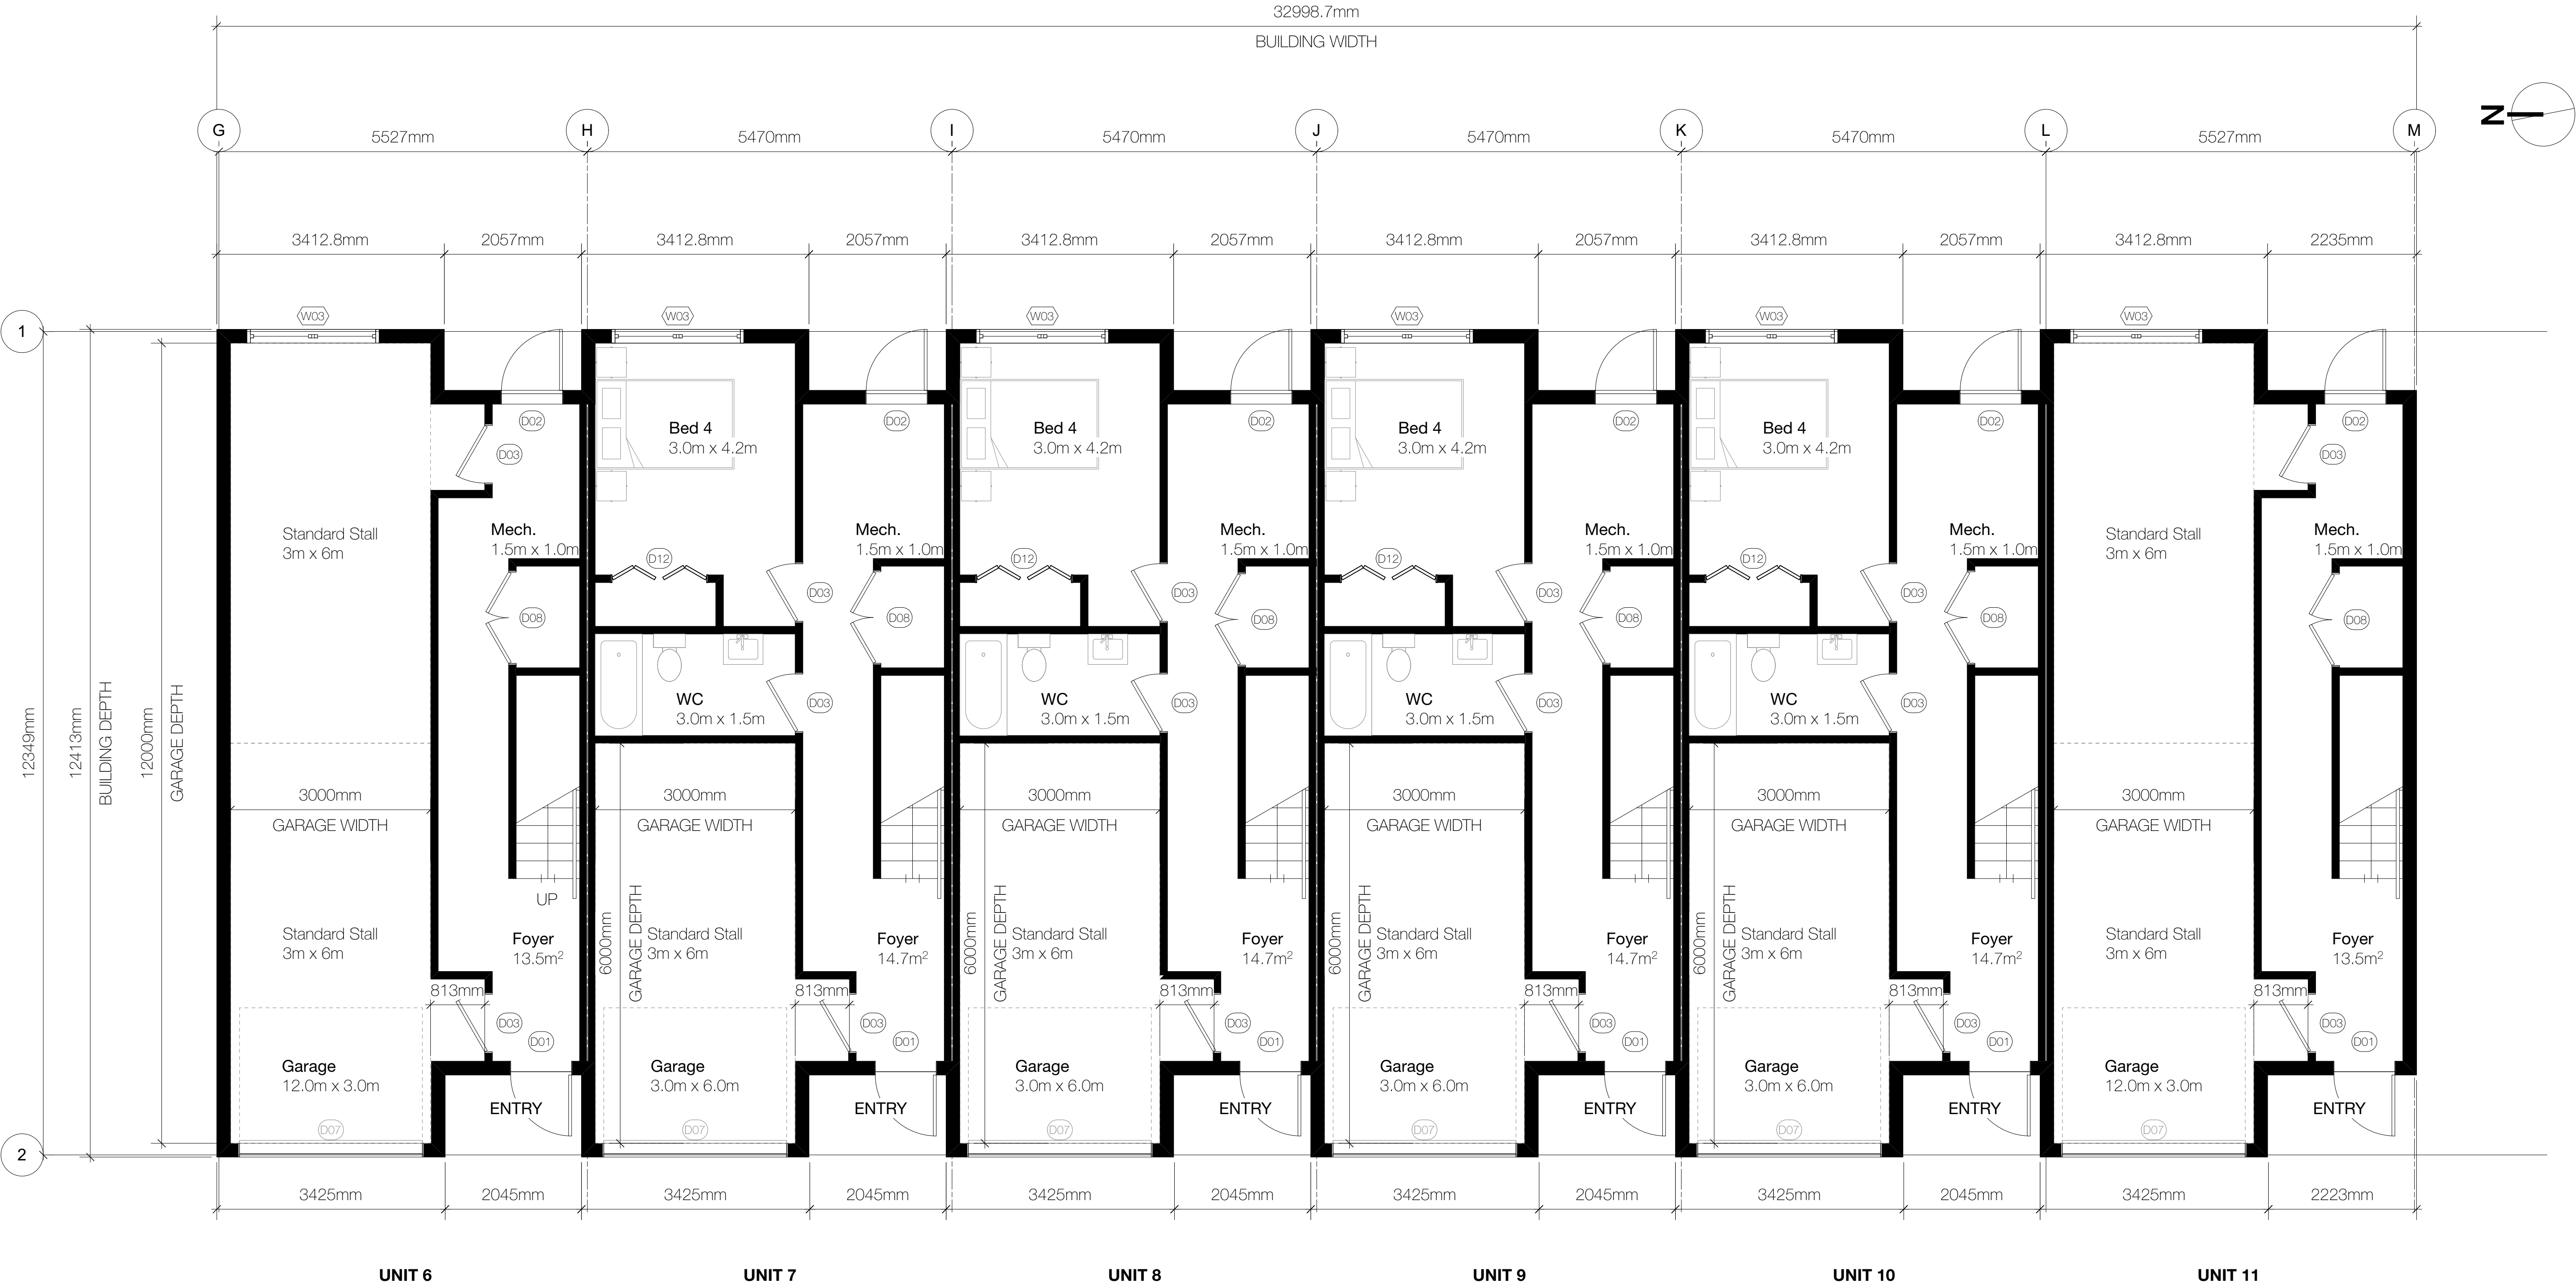 32998.7mm
BUILDING WIDTH
N
G H I J K L M
5527mm 5470mm 5470mm 5470mm 5470mm 5527mm
3412.8mm 2057mm 3412.8mm 2057mm 3412.8mm 2057mm 3412.8mm 2057mm 3412.8mm 2057mm 3412.8mm 2235mm
W03 W03 W03 W03 W03 W03
1
D02 D02 D02 D02 D02 D02
Bed 4 Bed 4 Bed 4 Bed 4
3.0m x 4.2m 3.0m x 4.2m 3.0m x 4.2m 3.0m x 4.2m
D03 D03
Standard Stall Mech. Mech. Mech. Mech. Mech. Standard Stall Mech.
3m x 6m 1.5m x 1.0m 1.5m x 1.0m 1.5m x 1.0m 1.5m x 1.0m 1.5m x 1.0m 3m x 6m 1.5m x 1.0m
D12 D12 D12 D12
D03 D03 D03 D03
D08 D08 D08 D08 D08 D08
WC WC WC WC
D03 D03 D03 D03
3.0m x 1.5m 3.0m x 1.5m 3.0m x 1.5m 3.0m x 1.5m
12349mm
12413mm
BUILDING DEPTH
12000mm
GARAGE DEPTH
3000mm 3000mm 3000mm 3000mm 3000mm 3000mm
GARAGE WIDTH GARAGE WIDTH GARAGE WIDTH GARAGE WIDTH GARAGE WIDTH GARAGE WIDTH
UP
6000mm 6000mm 6000mm 6000mm
GARAGE DEPTH GARAGE DEPTH GARAGE DEPTH GARAGE DEPTH
Standard Stall Foyer Standard Stall Foyer Standard Stall Foyer Standard Stall Foyer Standard Stall Foyer Standard Stall Foyer
3m x 6m 13.5m² 3m x 6m 14.7m² 3m x 6m 14.7m² 3m x 6m 14.7m² 3m x 6m 14.7m² 3m x 6m 13.5m²
813mm 813mm 813mm 813mm 813mm 813mm
D03 D03 D03 D03 D03 D03
D01 D01 D01 D01 D01 D01
Garage Garage Garage Garage Garage Garage
12.0m x 3.0m 3.0m x 6.0m 3.0m x 6.0m 3.0m x 6.0m 3.0m x 6.0m 12.0m x 3.0m
ENTRY ENTRY ENTRY ENTRY ENTRY ENTRY
D07 D07 D07 D07 D07 D07
2
3425mm 2045mm 3425mm 2045mm 3425mm 2045mm 3425mm 2045mm 3425mm 2045mm 3425mm 2223mm
UNIT 6 UNIT 7 UNIT 8 UNIT 9 UNIT 10 UNIT 11